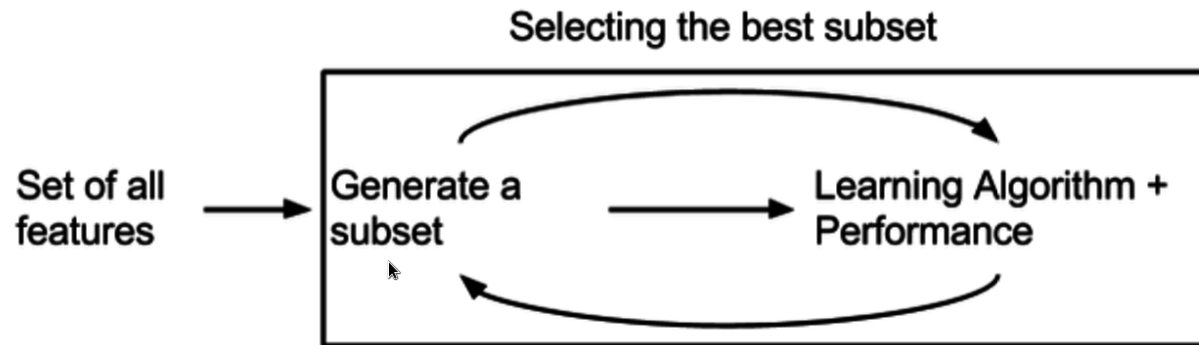 Selecting the best subset
Set of all
features
Generate a
subset
Learning Algorithm +
Performance